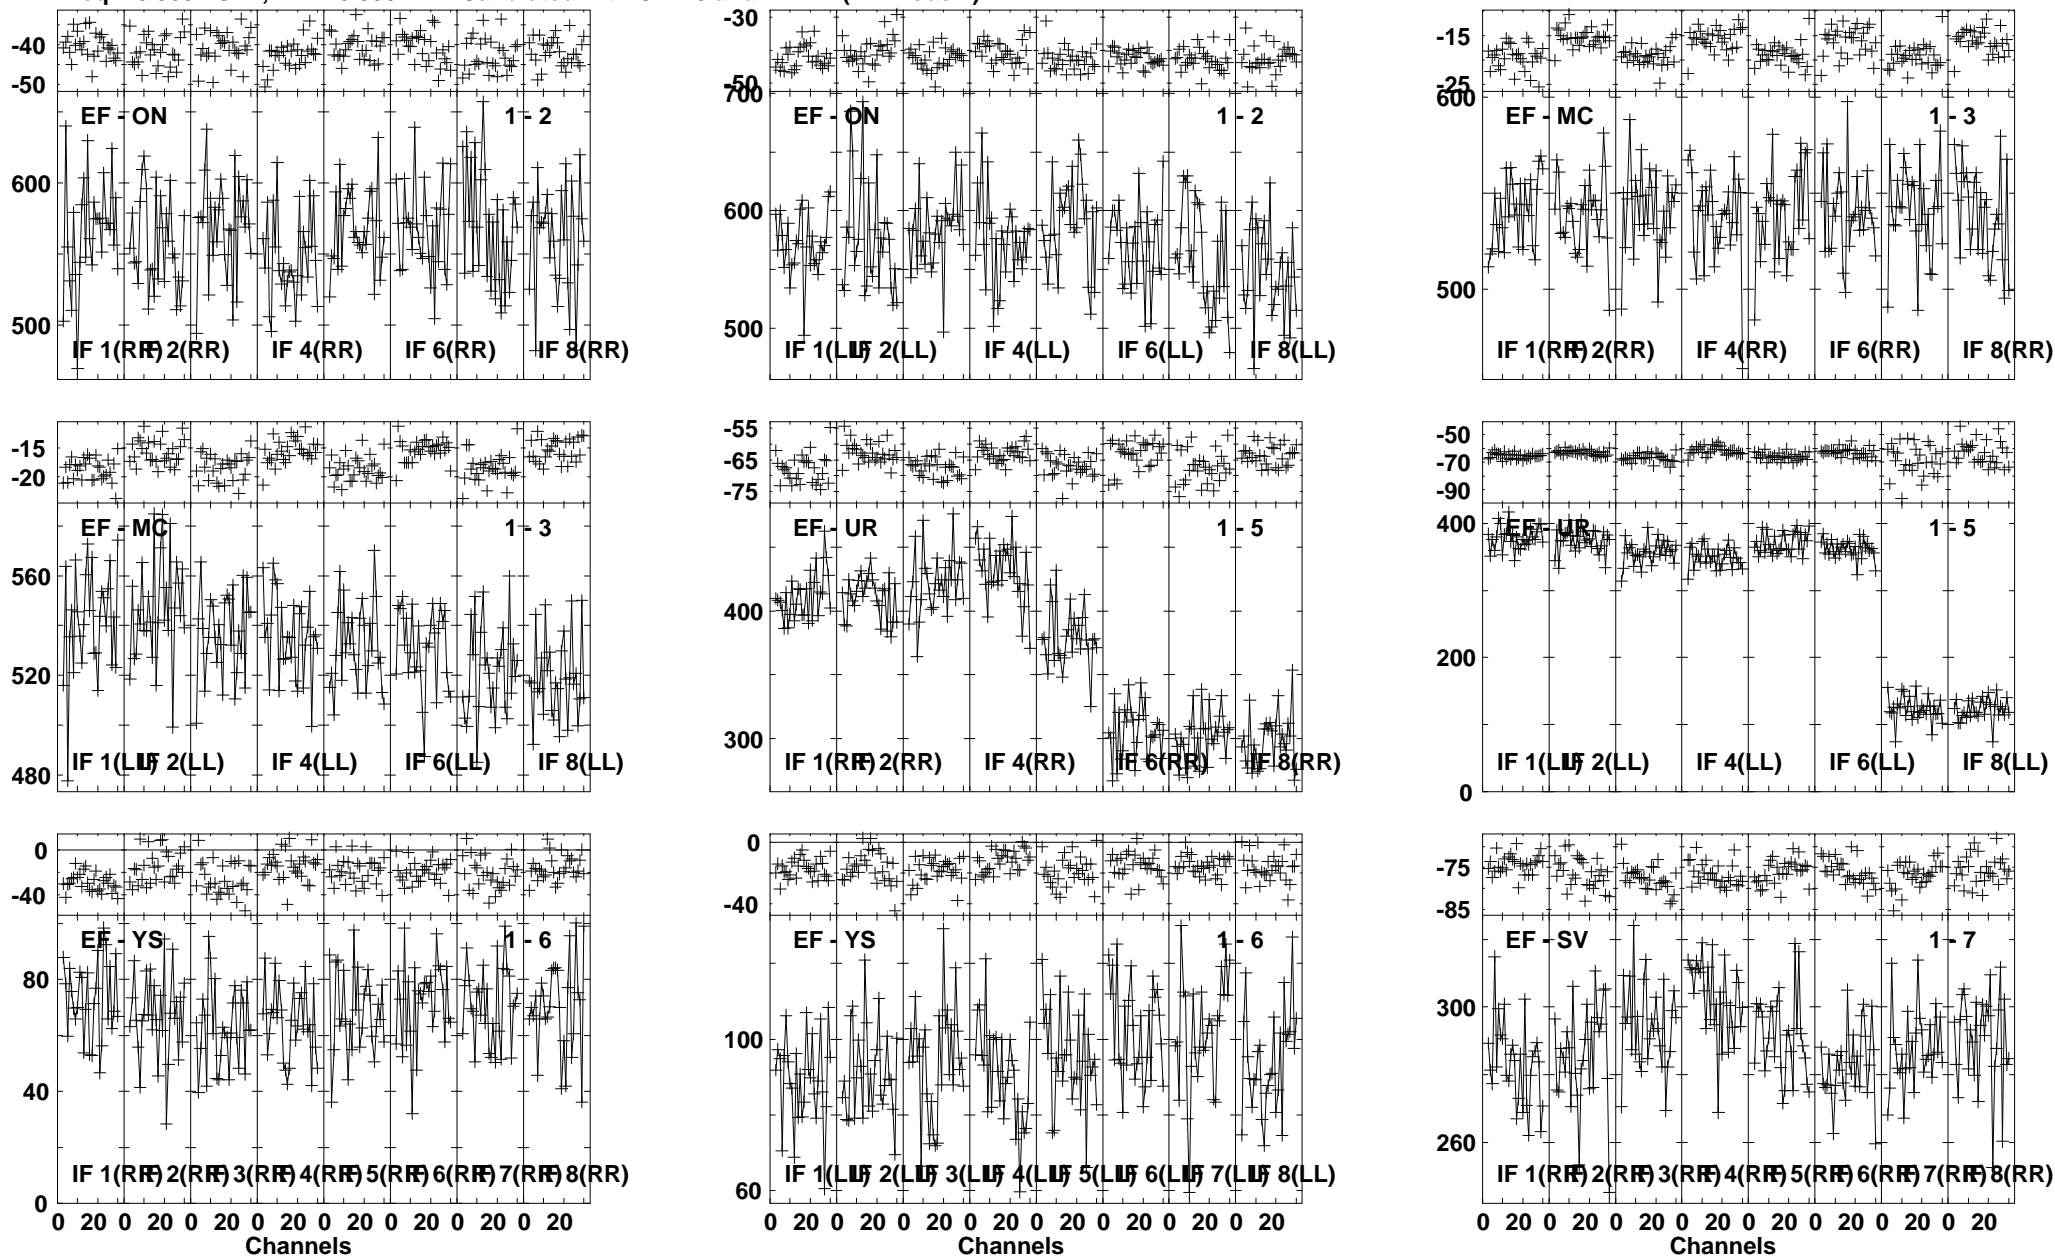 -40
-50
EF - ON
1 - 2
600
500
IF 1(RR)
IF 2(RR)
IF 4(RR)
IF 6(RR)
IF 8(RR)
-30
-50
700
EF - ON
1 - 2
600
500
IF 1(LL)
IF 2(LL)
IF 4(LL)
IF 6(LL)
IF 8(LL)
-15
-25
600
EF - MC
1 - 3
500
IF 1(RR)
IF 2(RR)
IF 4(RR)
IF 6(RR)
IF 8(RR)
-15
-20
EF - MC
1 - 3
560
520
480
IF 1(LL)
IF 2(LL)
IF 4(LL)
IF 6(LL)
IF 8(LL)
-55
-65
-75
EF - UR
1 - 5
400
300
IF 1(RR)
IF 2(RR)
IF 4(RR)
IF 6(RR)
IF 8(RR)
-50
-70
-90
400
EF - UR
1 - 5
200
0
IF 1(LL)
IF 2(LL)
IF 4(LL)
IF 6(LL)
IF 8(LL)
0
-40
EF - YS
1 - 6
80
40
0
IF 1(RR)
IF 2(RR)
IF 3(RR)
IF 4(RR)
IF 5(RR)
IF 6(RR)
IF 7(RR)
IF 8(RR)
0 20 0 20 0 20 0 20 0 20 0 20 0 20 0 20
Channels
0
-40
EF - YS
1 - 6
100
60
IF 1(LL)
IF 2(LL)
IF 3(LL)
IF 4(LL)
IF 5(LL)
IF 6(LL)
IF 7(LL)
IF 8(LL)
0 20 0 20 0 20 0 20 0 20 0 20 0 20 0 20
Channels
-75
-85
EF - SV
1 - 7
300
260
IF 1(RR)
IF 2(RR)
IF 3(RR)
IF 4(RR)
IF 5(RR)
IF 6(RR)
IF 7(RR)
IF 8(RR)
0 20 0 20 0 20 0 20 0 20 0 20 0 20 0 20
Channels